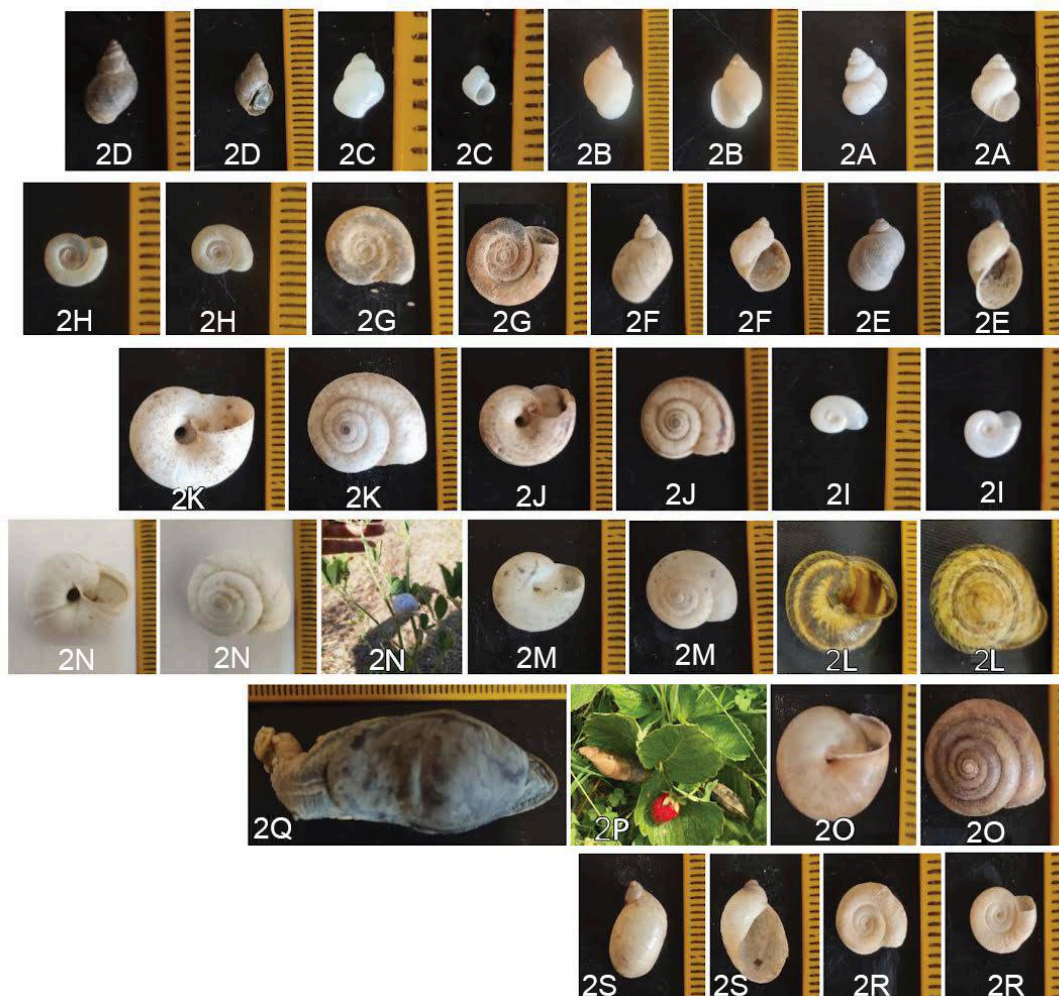 2D 2D 2C 2C 2B 2B 2A 2A
2H 2H 2G 2G 2F 2F 2E 2E
2K 2K 2J 2J 2I 2I
2N 2N 2N 2M 2M 2L 2L
2Q 2P 2O 2O
2S 2S 2R 2R